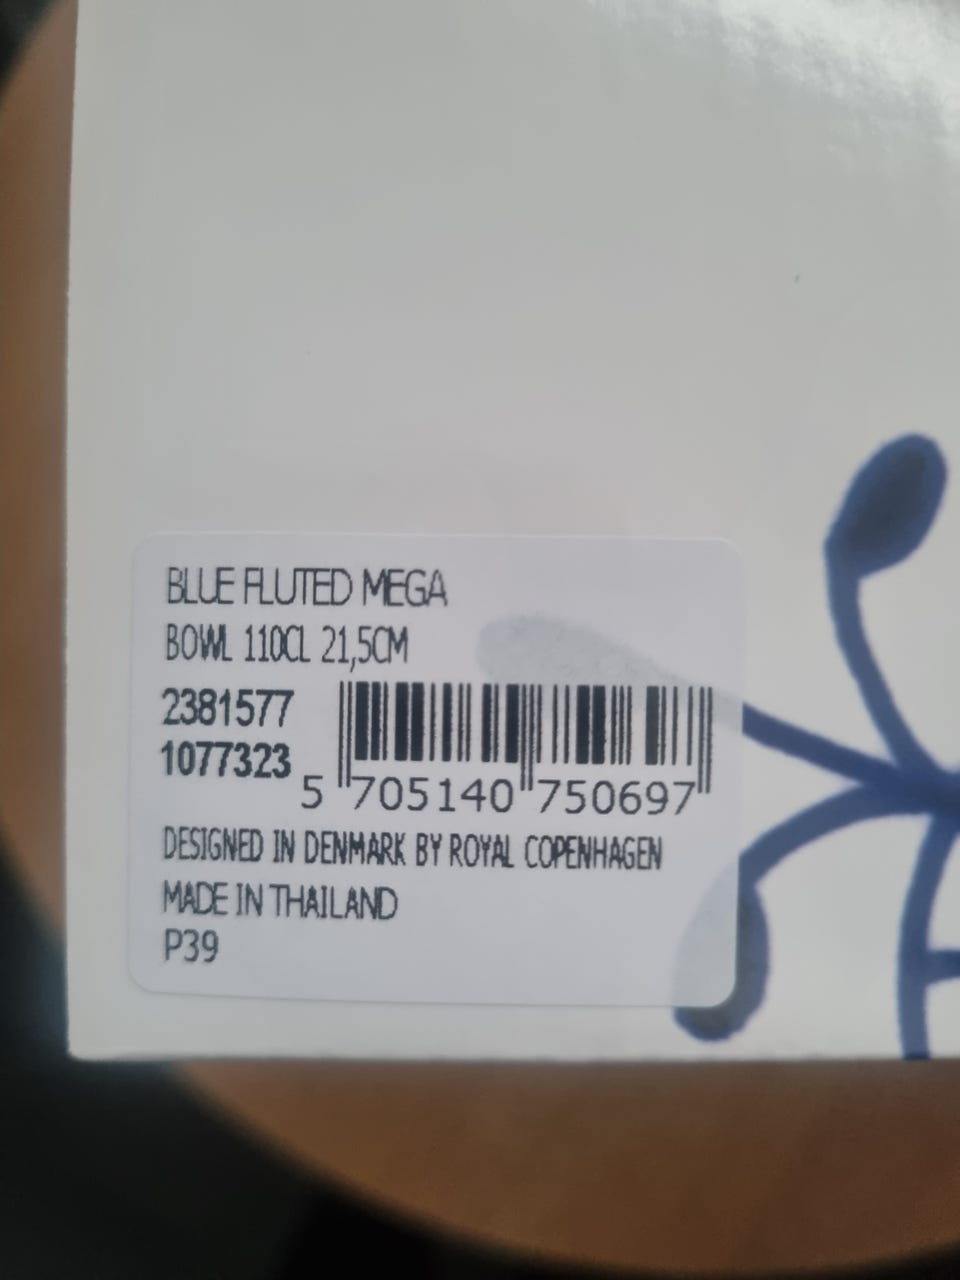 BLUE FLUTED MEGA
BOWL 110CL 21,5CM
2381577
1077323
5 705140 750697
DESIGNED IN DENMARK BY ROYAL COPENHAGEN
MADE IN THAILAND
P39